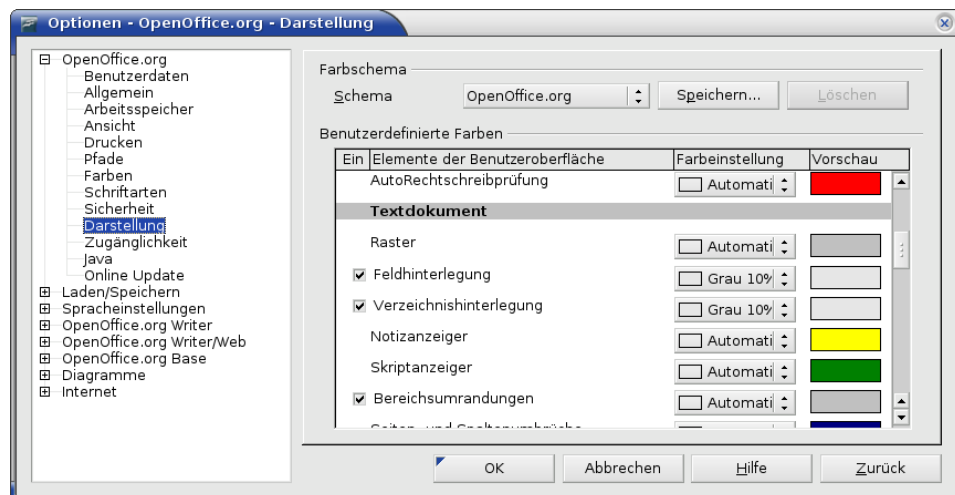 Optionen - OpenOffice.org - Darstellung
OpenOffice.org
Benutzerdaten
Allgemein
Arbeitsspeicher
Ansicht
Drucken
Pfade
Farben
Schriftarten
Sicherheit
Darstellung
Zugänglichkeit
Java
Online Update
Laden/Speichern
Spracheinstellungen
OpenOffice.org Writer
OpenOffice.org Writer/Web
OpenOffice.org Base
Diagramme
Internet
Farbschema
Schema OpenOffice.org Speichern... Löschen
Benutzerdefinierte Farben
Ein Elemente der Benutzeroberfläche Farbeinstellung Vorschau
AutoRechtschreibprüfung Automati
Textdokument
Raster Automati
Feldhinterlegung Grau 10%
Verzeichnishinterlegung Grau 10%
Notizanzeiger Automati
Skriptanzeiger Automati
Bereichsumrandungen Automati
Seiten- und Spaltenumbrüche
OK Abbrechen Hilfe Zurück